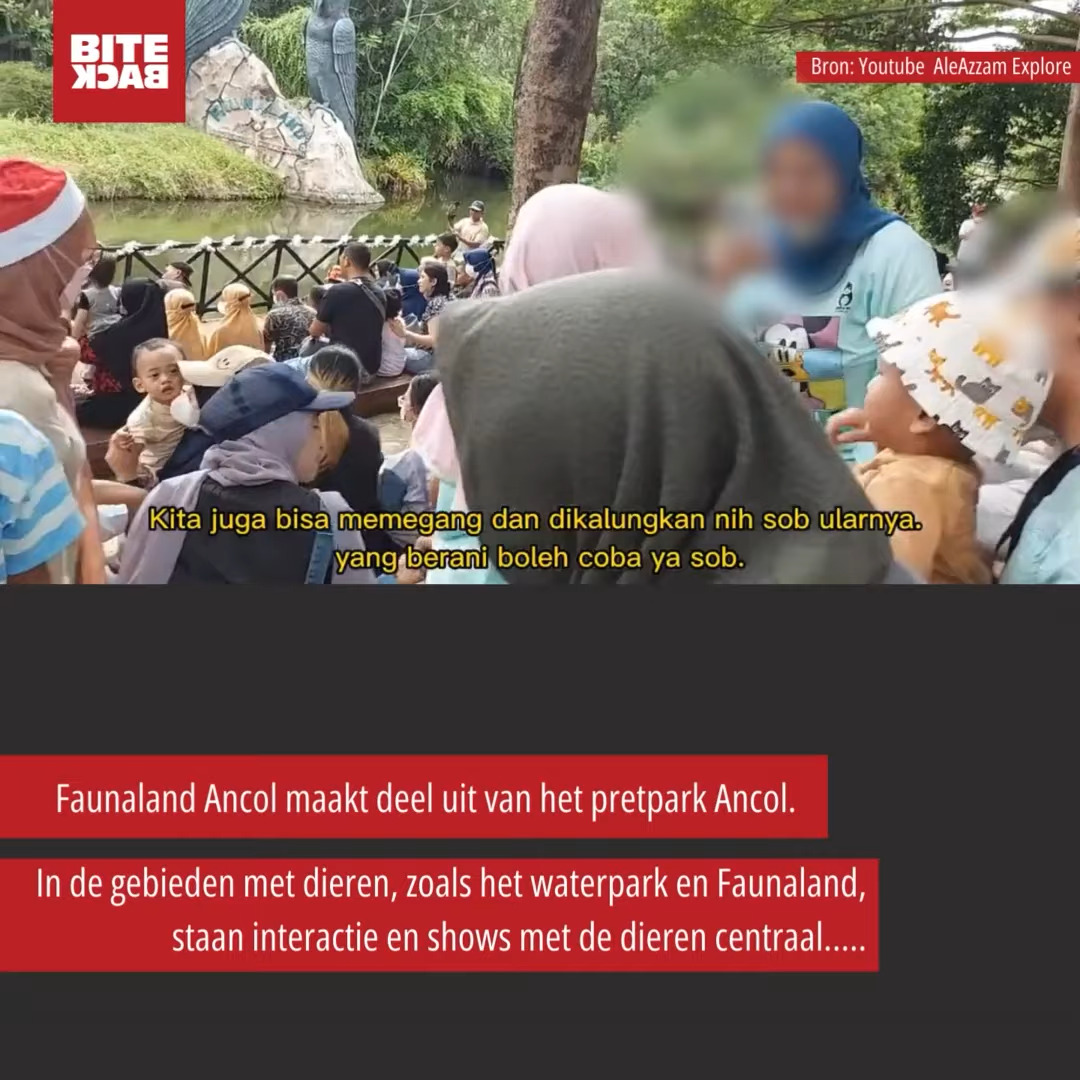 BITE
BACK
Bron: Youtube AleAzzam Explore
FAUNALAND
Kita juga bisa memegang dan dikalungkan nih sob ularnya.
yang berani boleh coba ya sob.
Faunaland Ancol maakt deel uit van het pretpark Ancol.
In de gebieden met dieren, zoals het waterpark en Faunaland,
staan interactie en shows met de dieren centraal.....